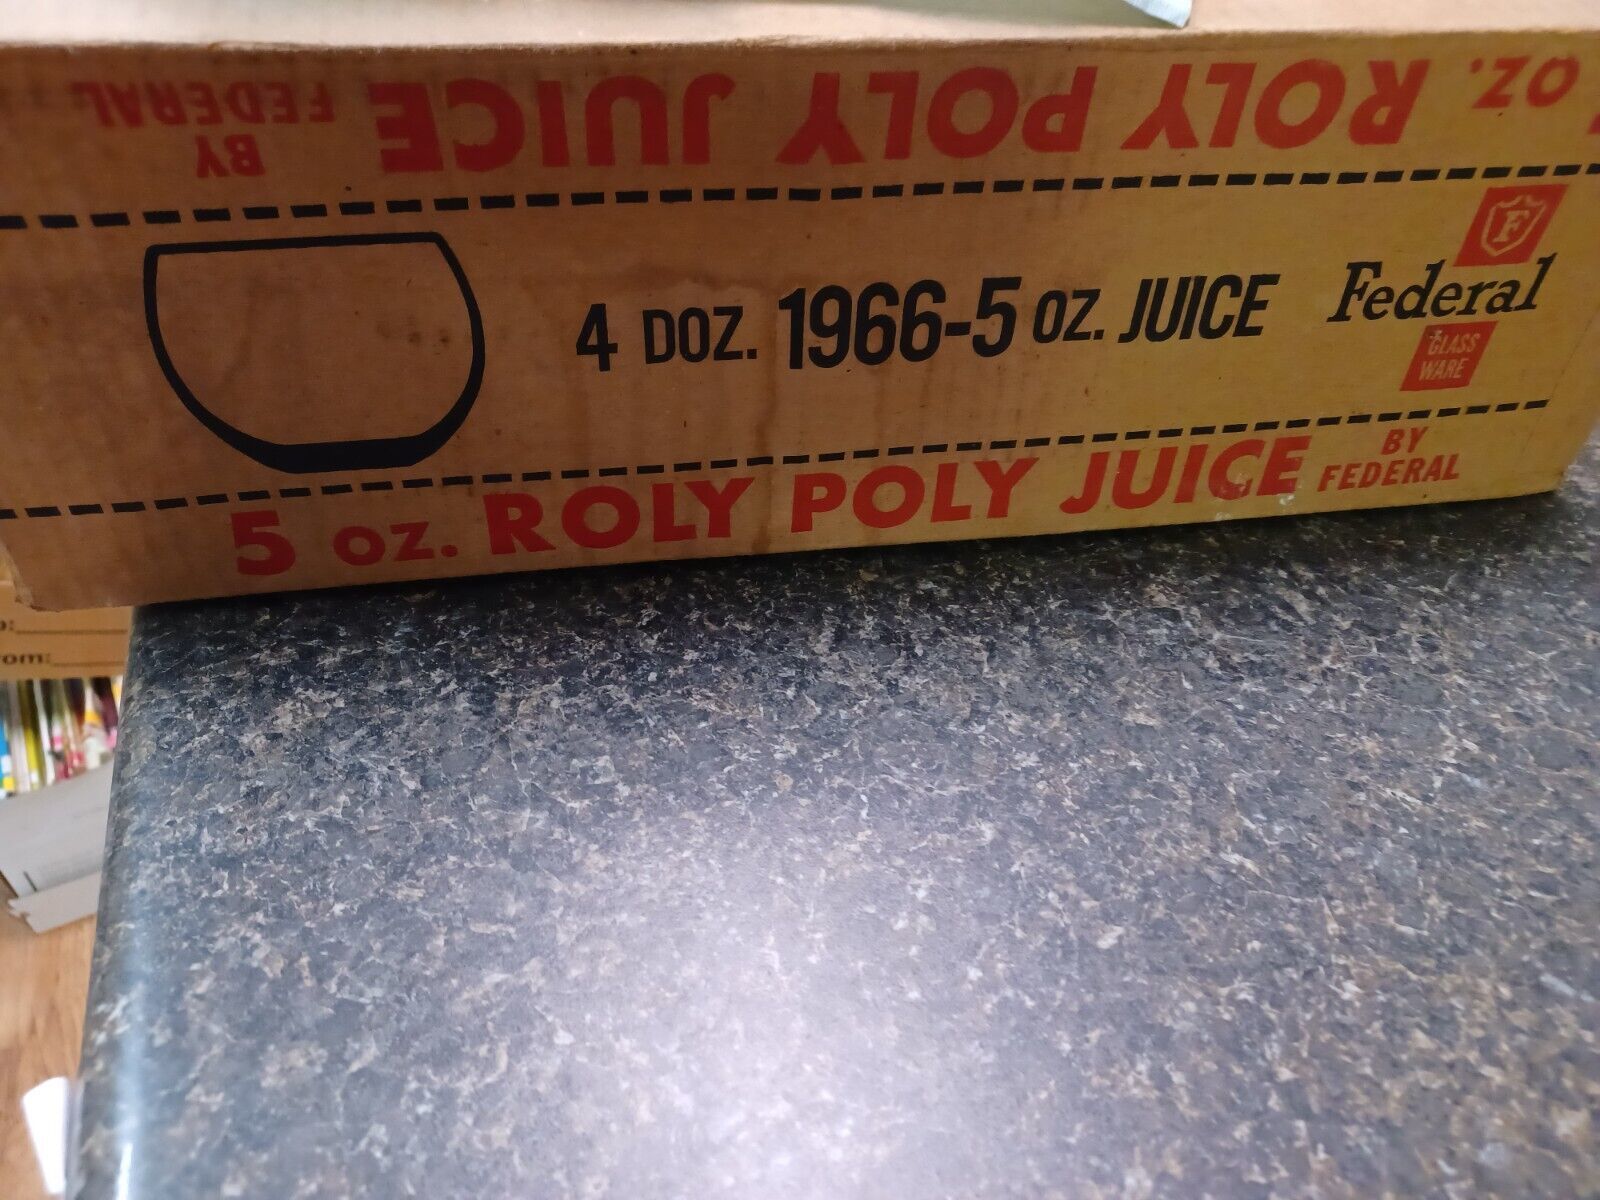 OZ. ROLY POLY JUICE BY FEDERAL
4 DOZ. 1966-5 OZ. JUICE
F
Federal
GLASS
WARE
5 OZ. ROLY POLY JUICE BY FEDERAL
om: